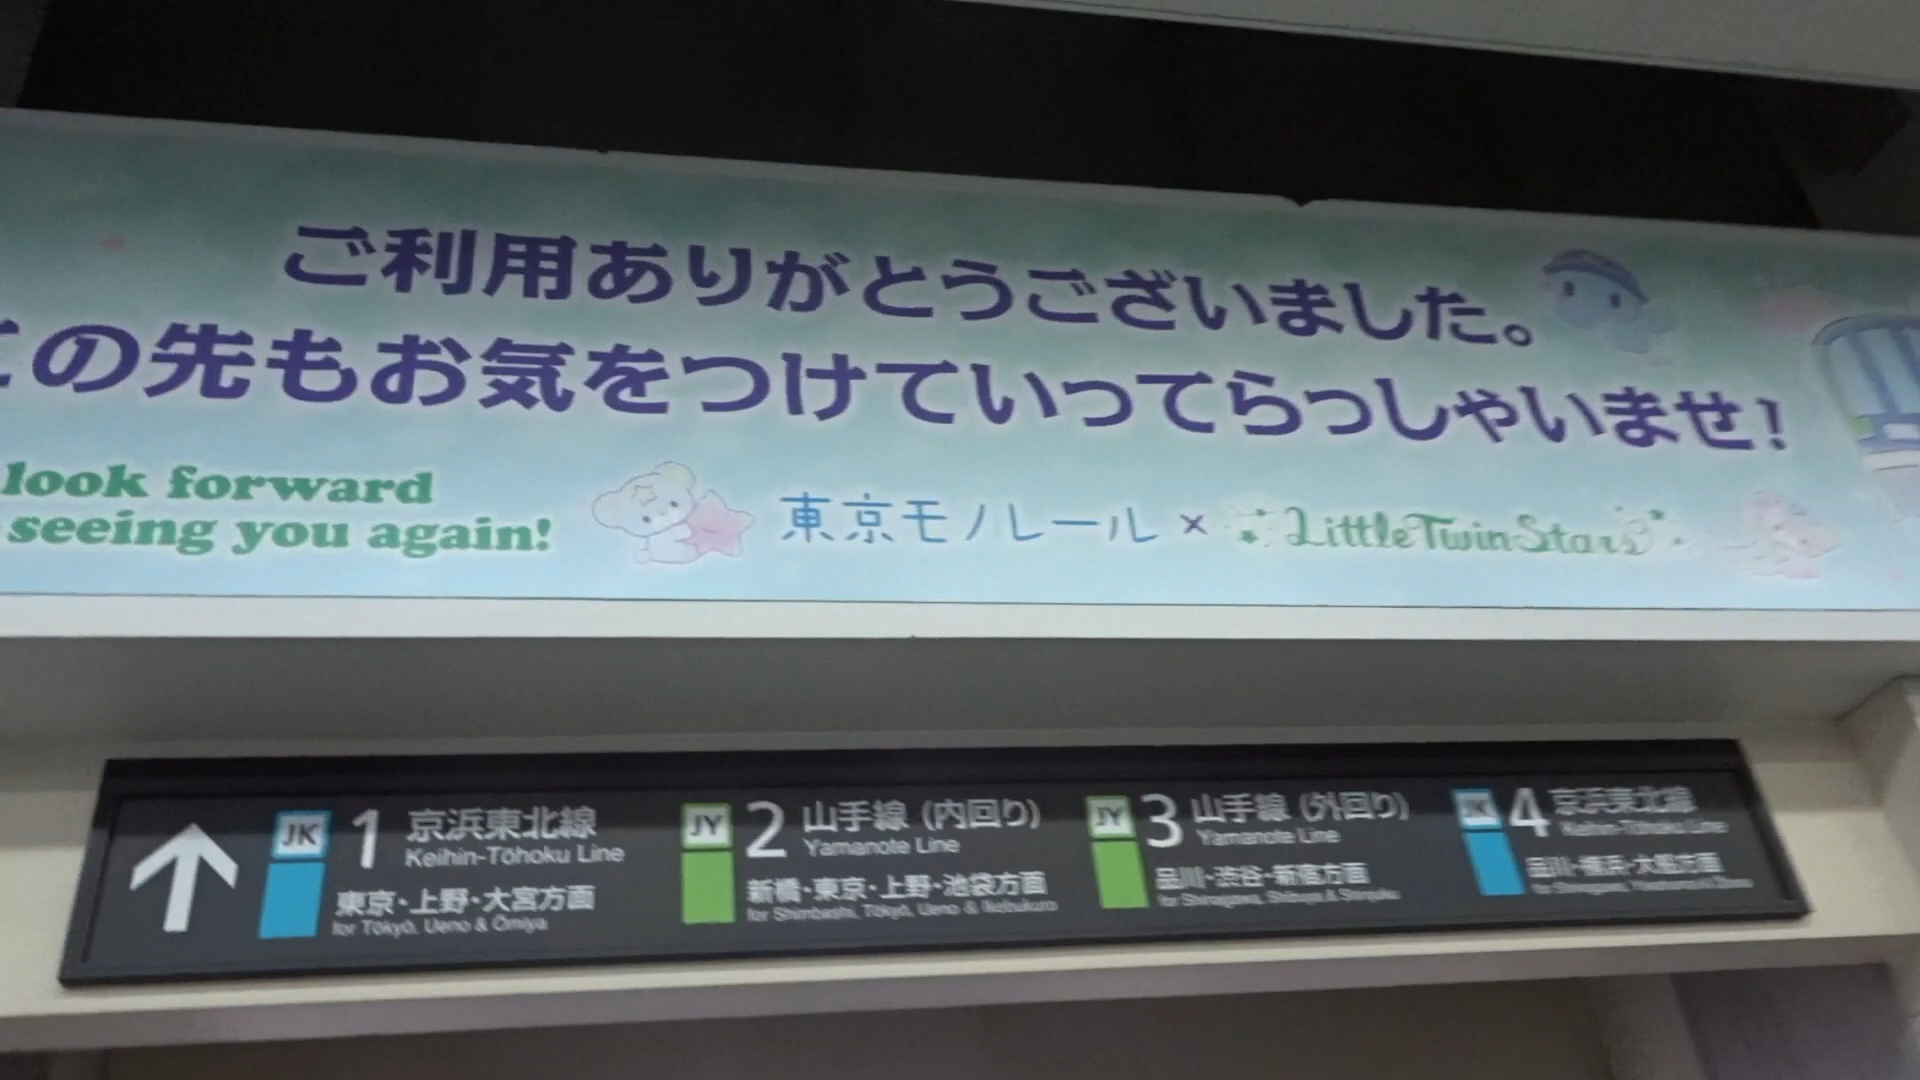 ご利用ありがとうございました。
この先もお気をつけていってらっしゃいませ!
look forward
seeing you again!
東京モノレール × LittleTwinStars
↑ JK 1 京浜東北線
Keihin-Tōhoku Line
東京・上野・大宮方面
for Tōkyō, Ueno & Ōmiya
JY 2 山手線 (内回り)
Yamanote Line
新橋・東京・上野・池袋方面
for Shimbashi, Tōkyō, Ueno & Ikebukuro
JY 3 山手線 (外回り)
Yamanote Line
品川・渋谷・新宿方面
for Shinagawa, Shibuya & Shinjuku
JK 4 京浜東北線
Keihin-Tōhoku Line
品川・横浜・大船方面
for Shinagawa, Yokohama & Ōfuna